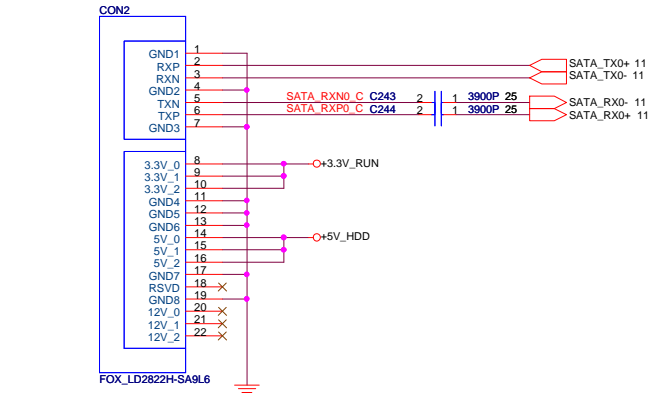 CON2
GND1 1
RXP 2 SATA_TX0+ 11
RXN 3 SATA_TX0- 11
GND2 4
TXN 5 SATA_RXN0_C C243 2 1 3900P 25 SATA_RX0- 11
TXP 6 SATA_RXP0_C C244 2 1 3900P 25 SATA_RX0+ 11
GND3 7
3.3V_0 8 +3.3V_RUN
3.3V_1 9
3.3V_2 10
GND4 11
GND5 12
GND6 13
5V_0 14 +5V_HDD
5V_1 15
5V_2 16
GND7 17
RSVD 18
GND8 19
12V_0 20
12V_1 21
12V_2 22
FOX_LD2822H-SA9L6